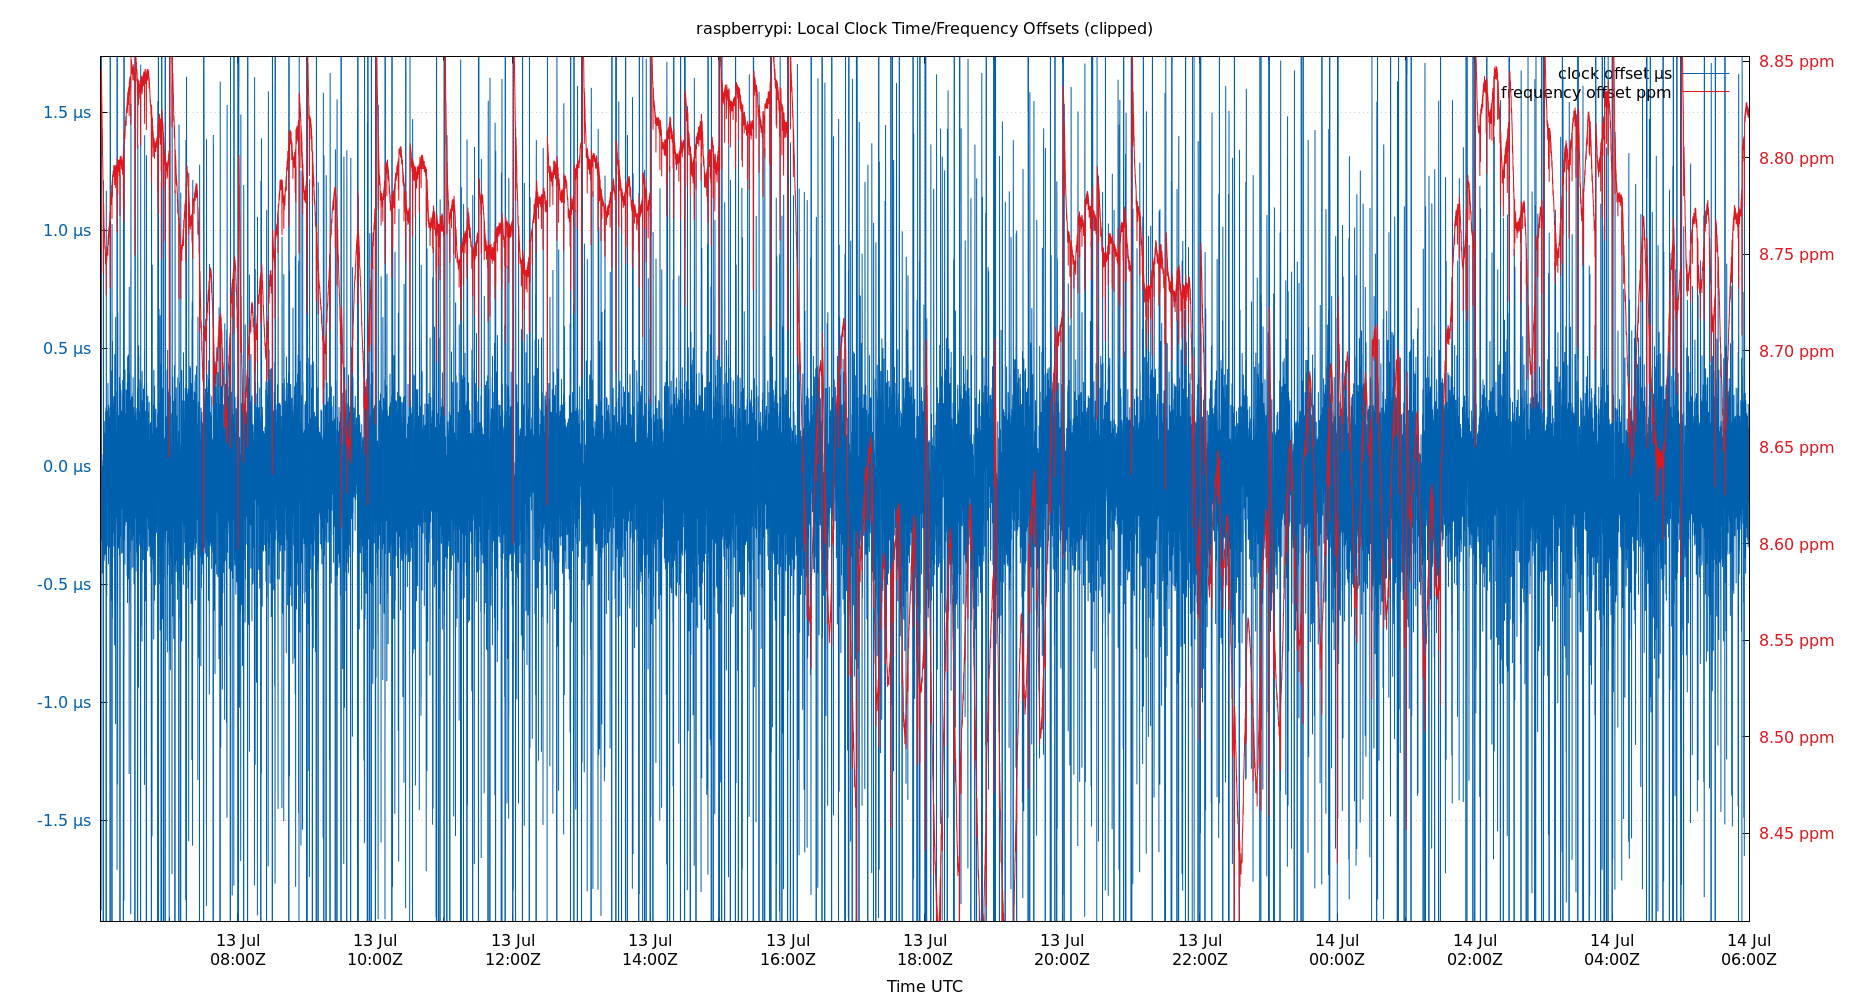 raspberrypi: Local Clock Time/Frequency Offsets (clipped)
clock offset µs
frequency offset ppm
1.5 µs
1.0 µs
0.5 µs
0.0 µs
-0.5 µs
-1.0 µs
-1.5 µs
8.85 ppm
8.80 ppm
8.75 ppm
8.70 ppm
8.65 ppm
8.60 ppm
8.55 ppm
8.50 ppm
8.45 ppm
13 Jul 13 Jul 13 Jul 13 Jul 13 Jul 13 Jul 13 Jul 13 Jul 14 Jul 14 Jul 14 Jul 14 Jul
08:00Z 10:00Z 12:00Z 14:00Z 16:00Z 18:00Z 20:00Z 22:00Z 00:00Z 02:00Z 04:00Z 06:00Z
Time UTC